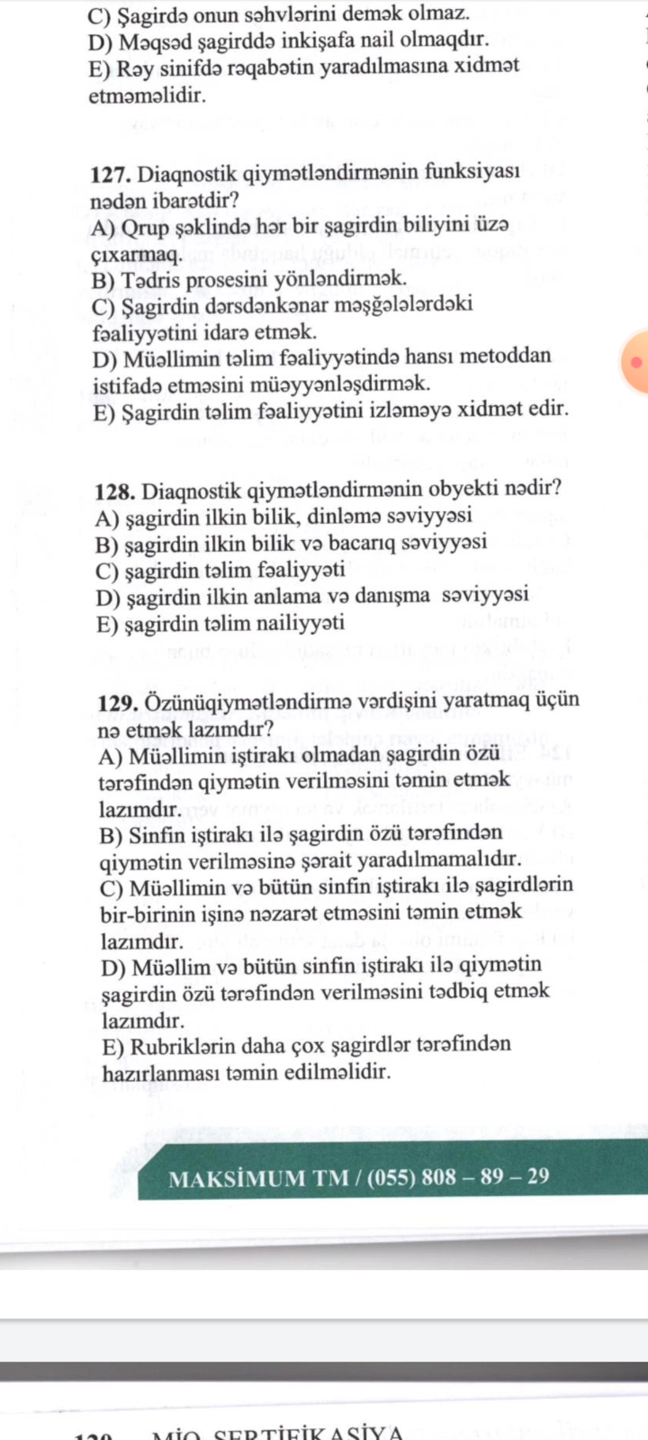 C) Şagirdə onun səhvlərini demək olmaz.
D) Məqsəd şagirddə inkişafa nail olmaqdır.
E) Rəy sinifdə rəqabətin yaradılmasına xidmət
etməməlidir.
127. Diaqnostik qiymətləndirmənin funksiyası
nədən ibarətdir?
A) Qrup şəklində hər bir şagirdin biliyini üzə
çıxarmaq.
B) Tədris prosesini yönləndirmək.
C) Şagirdin dərsdənkənar məşğələlərdəki
fəaliyyətini idarə etmək.
D) Müəllimin təlim fəaliyyətində hansı metoddan
istifadə etməsini müəyyənləşdirmək.
E) Şagirdin təlim fəaliyyətini izləməyə xidmət edir.
128. Diaqnostik qiymətləndirmənin obyekti nədir?
A) şagirdin ilkin bilik, dinləmə səviyyəsi
B) şagirdin ilkin bilik və bacarıq səviyyəsi
C) şagirdin təlim fəaliyyəti
D) şagirdin ilkin anlama və danışma səviyyəsi
E) şagirdin təlim nailiyyəti
129. Özünüqiymətləndirmə vərdişini yaratmaq üçün
nə etmək lazımdır?
A) Müəllimin iştirakı olmadan şagirdin özü
tərəfindən qiymətin verilməsini təmin etmək
lazımdır.
B) Sinfin iştirakı ilə şagirdin özü tərəfindən
qiymətin verilməsinə şərait yaradılmamalıdır.
C) Müəllimin və bütün sinfin iştirakı ilə şagirdlərin
bir-birinin işinə nəzarət etməsini təmin etmək
lazımdır.
D) Müəllim və bütün sinfin iştirakı ilə qiymətin
şagirdin özü tərəfindən verilməsini tədbiq etmək
lazımdır.
E) Rubriklərin daha çox şagirdlər tərəfindən
hazırlanması təmin edilməlidir.
MAKSİMUM TM / (055) 808 – 89 – 29
MİQ SERTİFİKASİYA